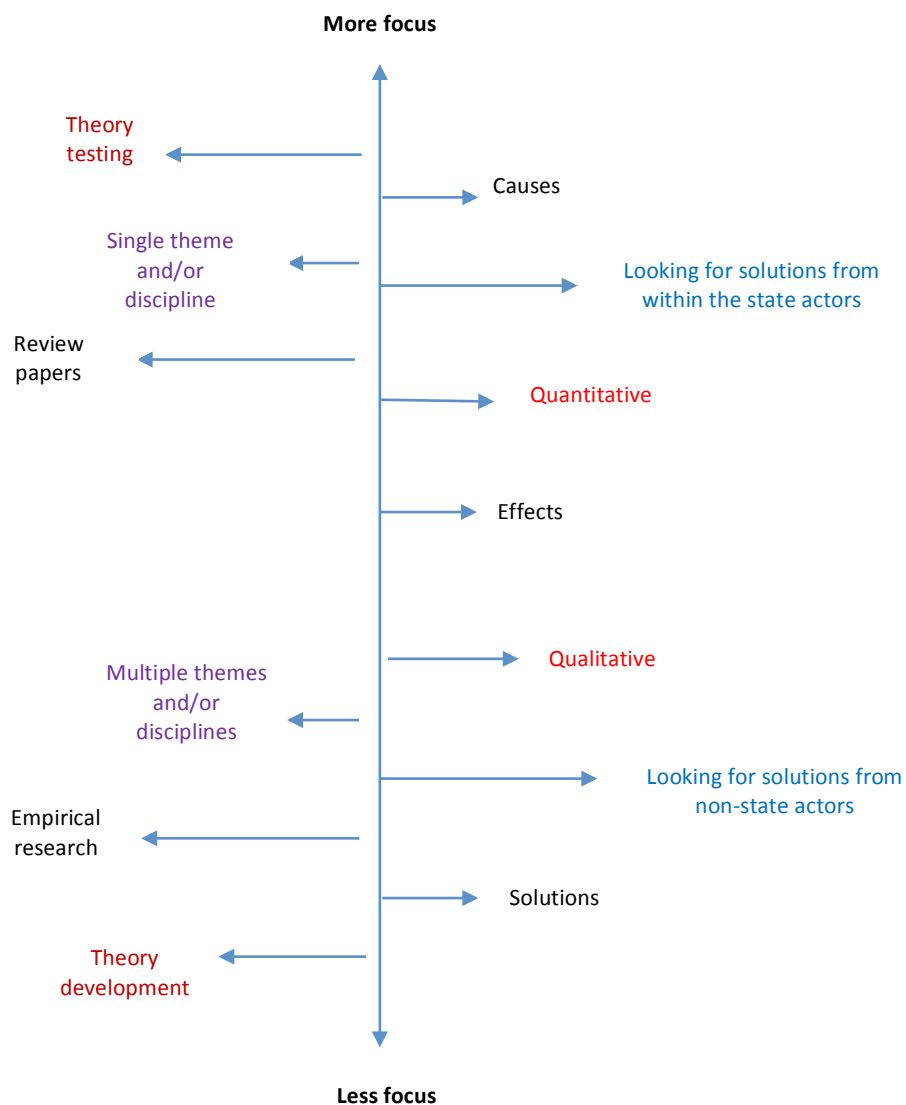 More focus
Theory
testing
Causes
Single theme
and/or
discipline
Looking for solutions from
within the state actors
Review
papers
Quantitative
Effects
Qualitative
Multiple themes
and/or
disciplines
Looking for solutions from
non-state actors
Empirical
research
Solutions
Theory
development
Less focus